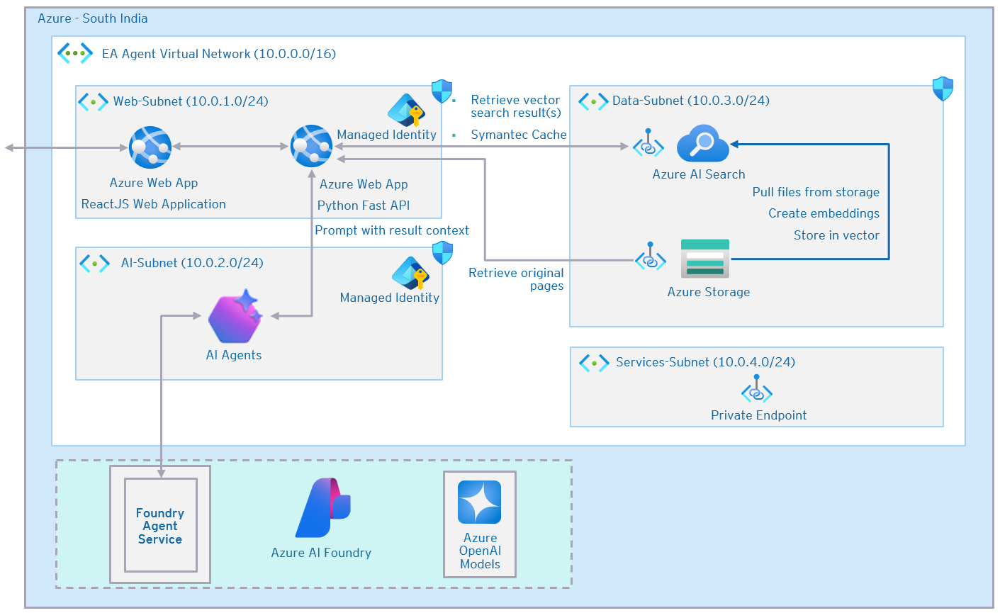 Azure - South India
EA Agent Virtual Network (10.0.0.0/16)
Web-Subnet (10.0.1.0/24)
Managed Identity
Azure Web App
ReactJS Web Application
Azure Web App
Python Fast API
Retrieve vector
search result(s)
Symantec Cache
Data-Subnet (10.0.3.0/24)
Azure AI Search
Pull files from storage
Create embeddings
Store in vector
Azure Storage
Prompt with result context
Retrieve original
pages
AI-Subnet (10.0.2.0/24)
Managed Identity
AI Agents
Services-Subnet (10.0.4.0/24)
Private Endpoint
Foundry
Agent
Service
Azure AI Foundry
Azure
OpenAI
Models